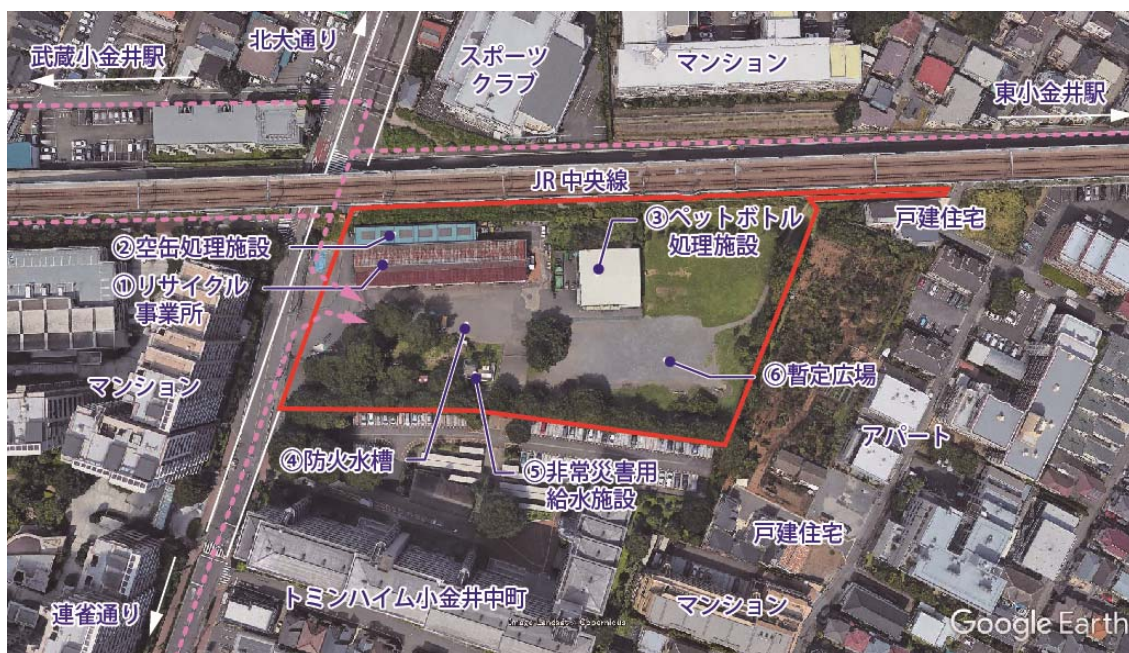 武蔵小金井駅
北大通り
スポーツ
クラブ
マンション
東小金井駅
JR中央線
戸建住宅
②空缶処理施設
③ペットボトル
処理施設
①リサイクル
事業所
マンション
⑥暫定広場
アパート
④防火水槽
⑤非常災害用
給水施設
戸建住宅
連雀通り
トミンハイム小金井中町
マンション
Image Landsat / Copernicus
Google Earth